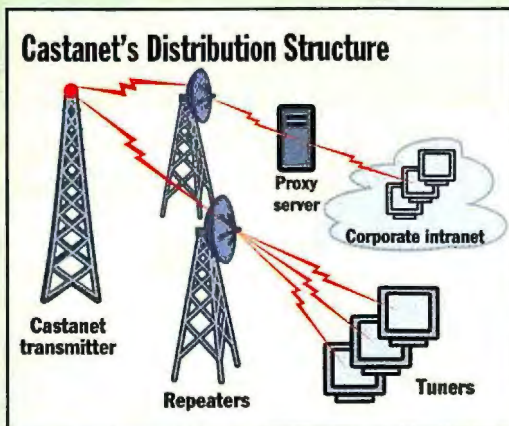 Castanet's Distribution Structure
Proxy
server
Corporate intranet
Castanet
transmitter
Repeaters
Tuners